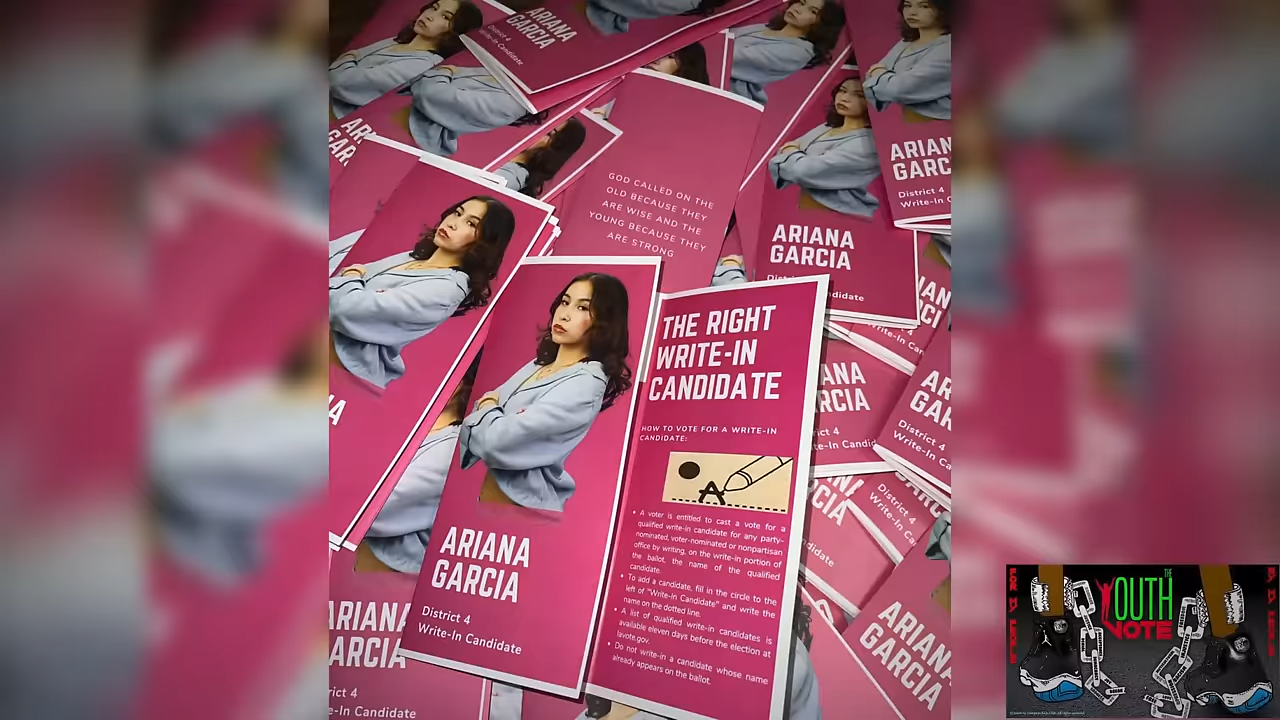 ARIANA
GARCIA
District 4
Write-In Candidate
GOD CALLED ON THE
OLD BECAUSE THEY
ARE WISE AND THE
YOUNG BECAUSE THEY
ARE STRONG
ARIANA
GARCIA
ARIANA
GARCIA
District 4
Write-In Candidate
THE RIGHT
WRITE-IN
CANDIDATE
HOW TO VOTE FOR A WRITE-IN
CANDIDATE:
A
• A voter is entitled to cast a vote for a
qualified write-in candidate for any party-
nominated, voter-nominated or nonpartisan
office by writing, on the write-in portion of
the ballot, the name of the qualified
candidate.
• To add a candidate, fill in the circle to the
left of "Write-In Candidate" and write the
name on the dotted line.
• A list of qualified write-in candidates is
available eleven days before the election at
lavote.gov.
• Do not write-in a candidate whose name
already appears on the ballot.
District 4
Write-In
District 4
THE
YOUTH
VOTE